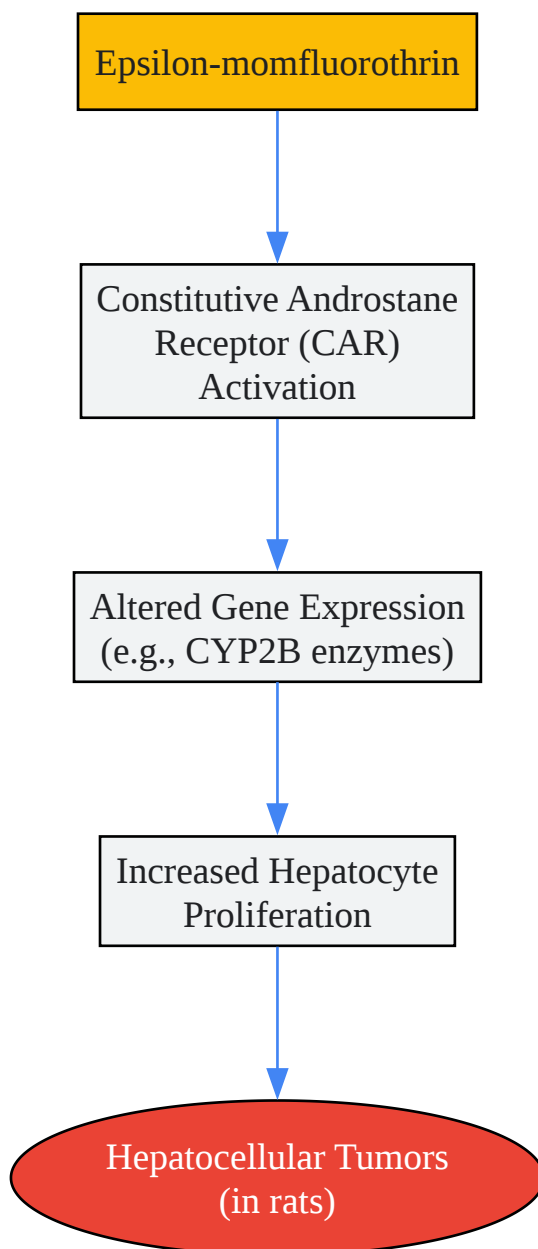 Epsilon-momfluorothrin
Constitutive Androstane
Receptor (CAR)
Activation
Altered Gene Expression
(e.g., CYP2B enzymes)
Increased Hepatocyte
Proliferation
Hepatocellular Tumors
(in rats)